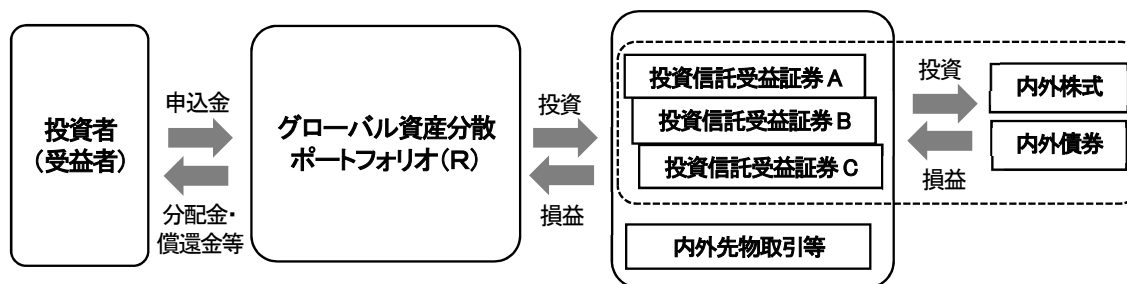 投資者
(受益者)
申込金
分配金・
償還金等
グローバル資産分散
ポートフォリオ(R)
投資
損益
投資信託受益証券A
投資信託受益証券B
投資信託受益証券C
内外先物取引等
投資
損益
内外株式
内外債券